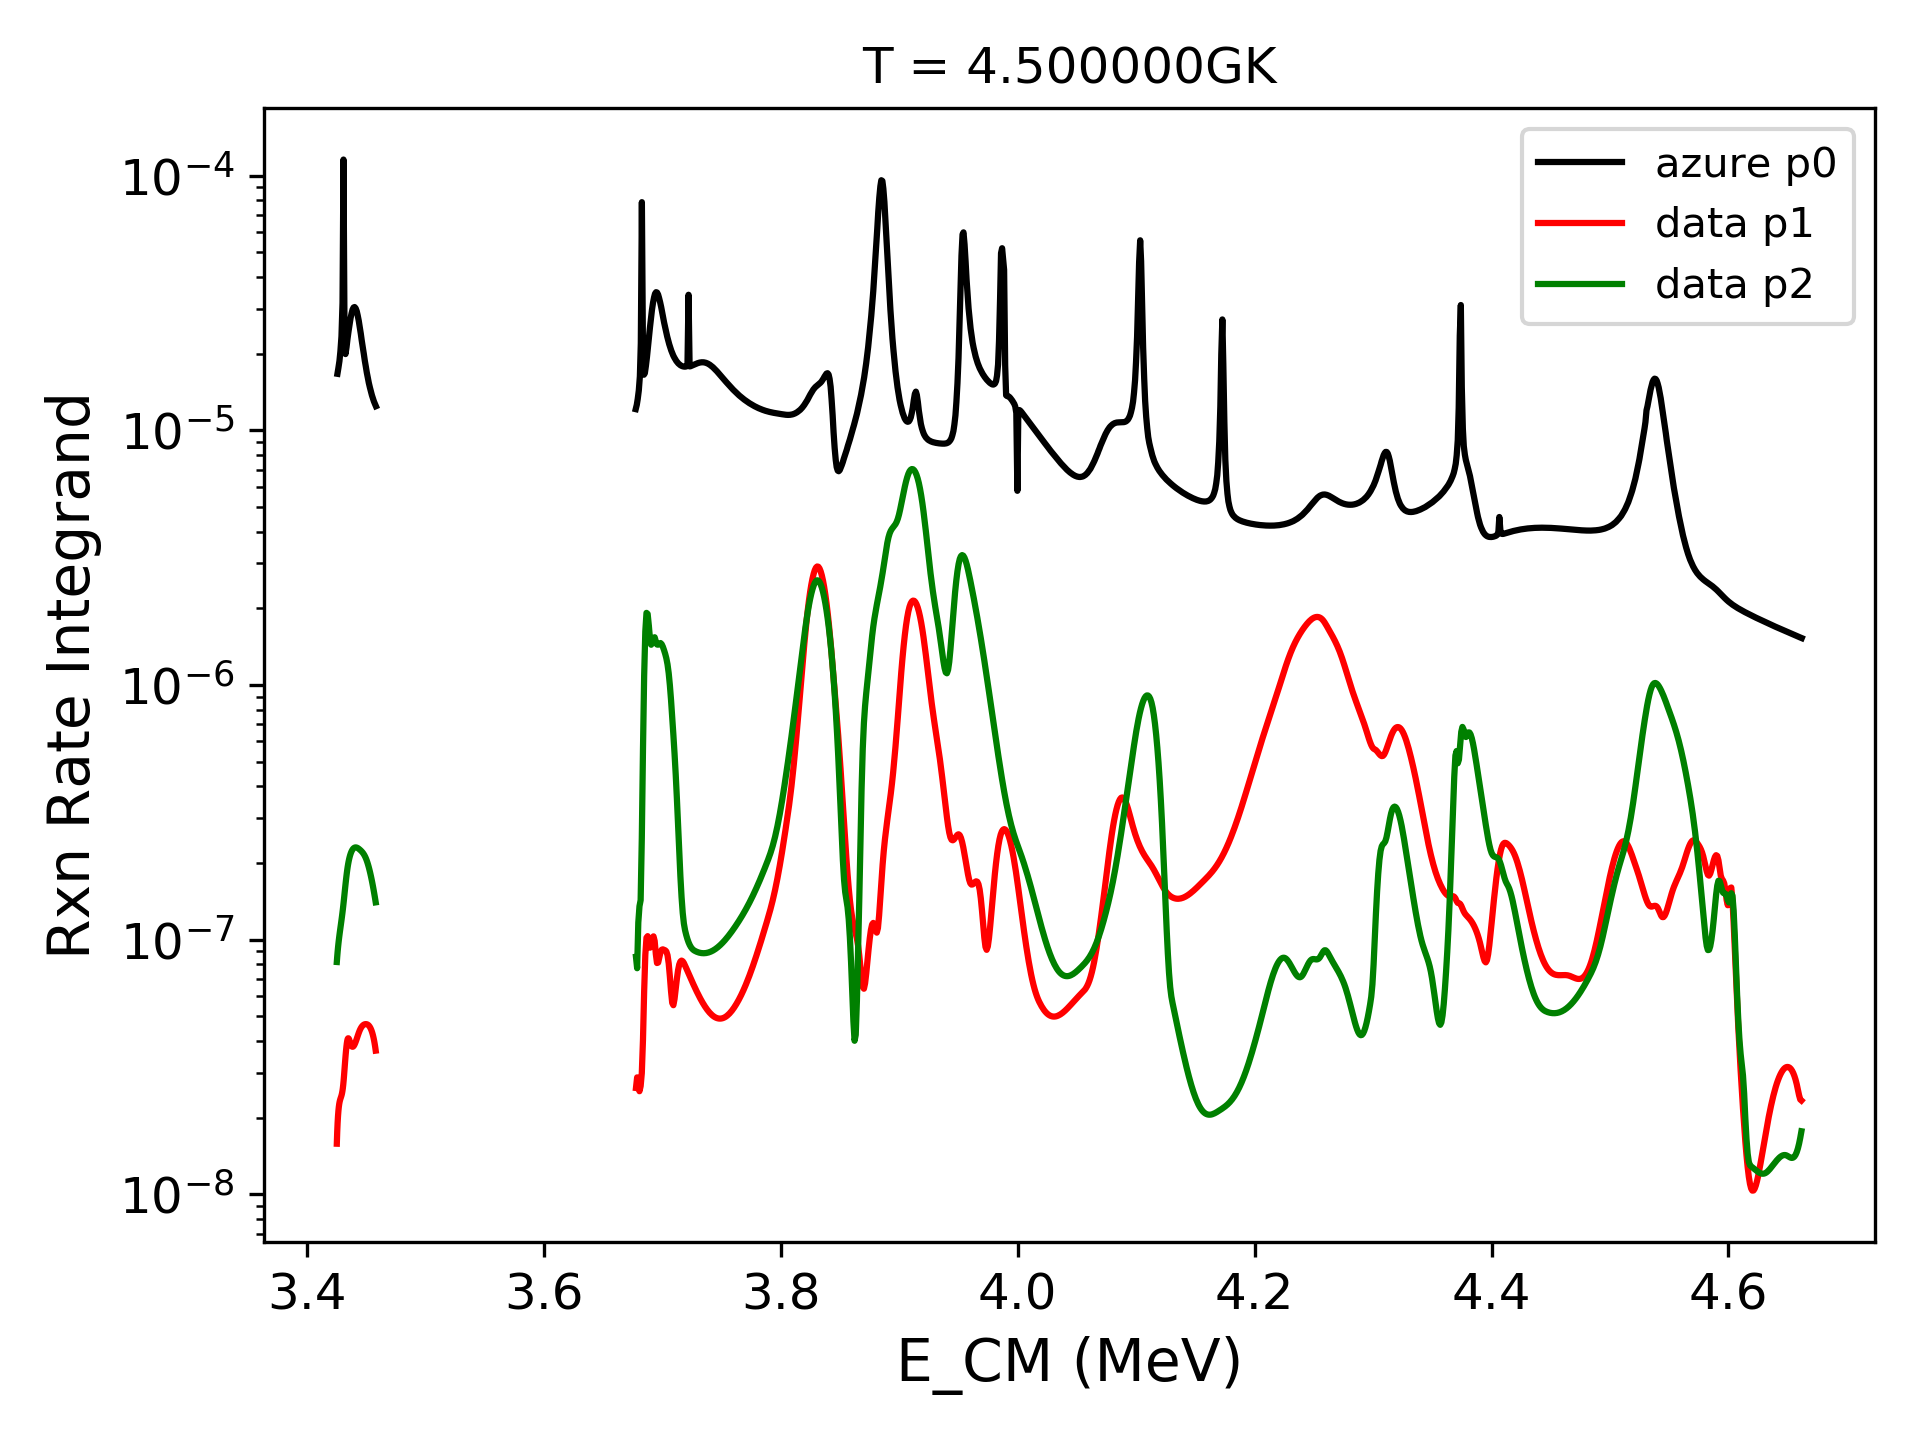 T = 4.500000GK
azure p0
data p1
data p2
Rxn Rate Integrand
10⁻⁴
10⁻⁵
10⁻⁶
10⁻⁷
10⁻⁸
3.4 3.6 3.8 4.0 4.2 4.4 4.6
E_CM (MeV)